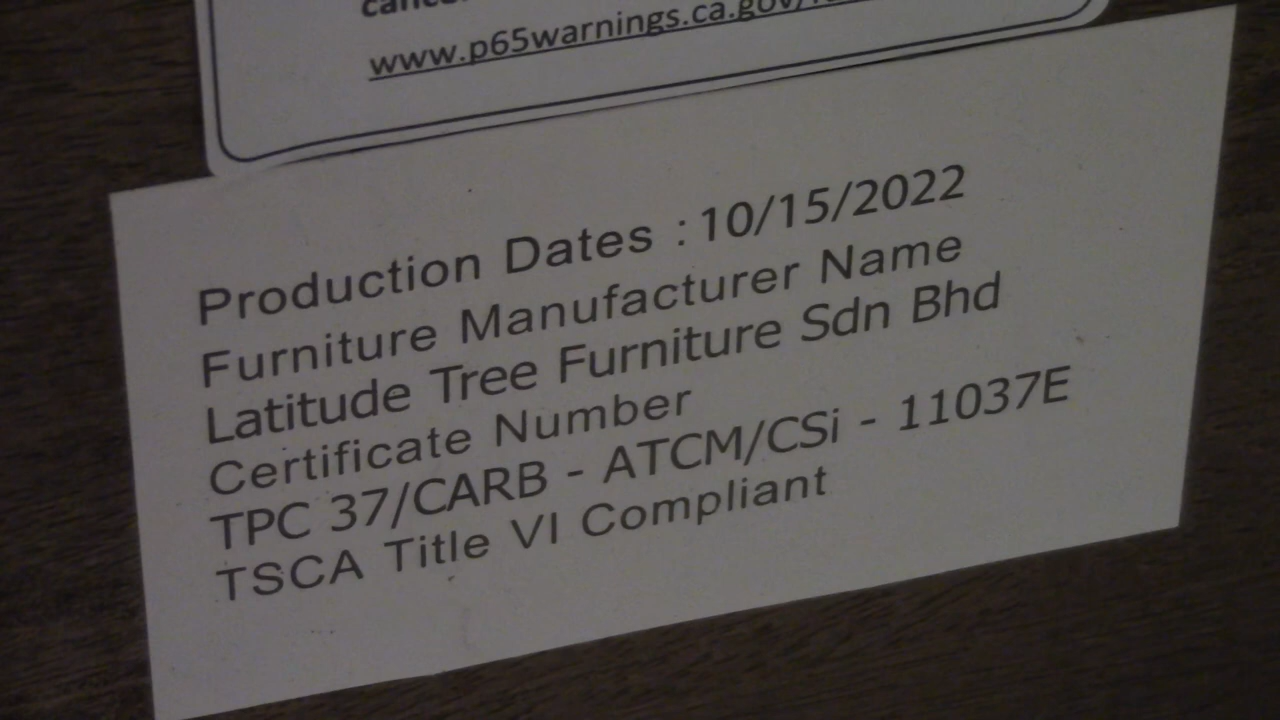 www.p65warnings.ca.gov/
Production Dates : 10/15/2022
Furniture Manufacturer Name
Latitude Tree Furniture Sdn Bhd
Certificate Number
TPC 37/CARB - ATCM/CSi - 11037E
TSCA Title VI Compliant